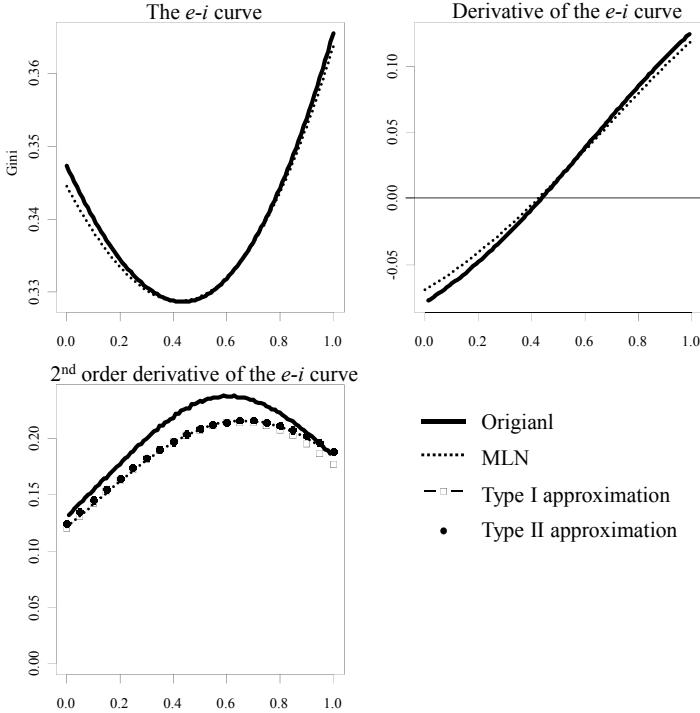 The e-i curve
Gini
0.36
0.35
0.34
0.33
0.0 0.2 0.4 0.6 0.8 1.0
Derivative of the e-i curve
0.10
0.05
0.00
-0.05
0.0 0.2 0.4 0.6 0.8 1.0
2nd order derivative of the e-i curve
0.20
0.15
0.10
0.05
0.00
0.0 0.2 0.4 0.6 0.8 1.0
Origianl
MLN
Type I approximation
Type II approximation